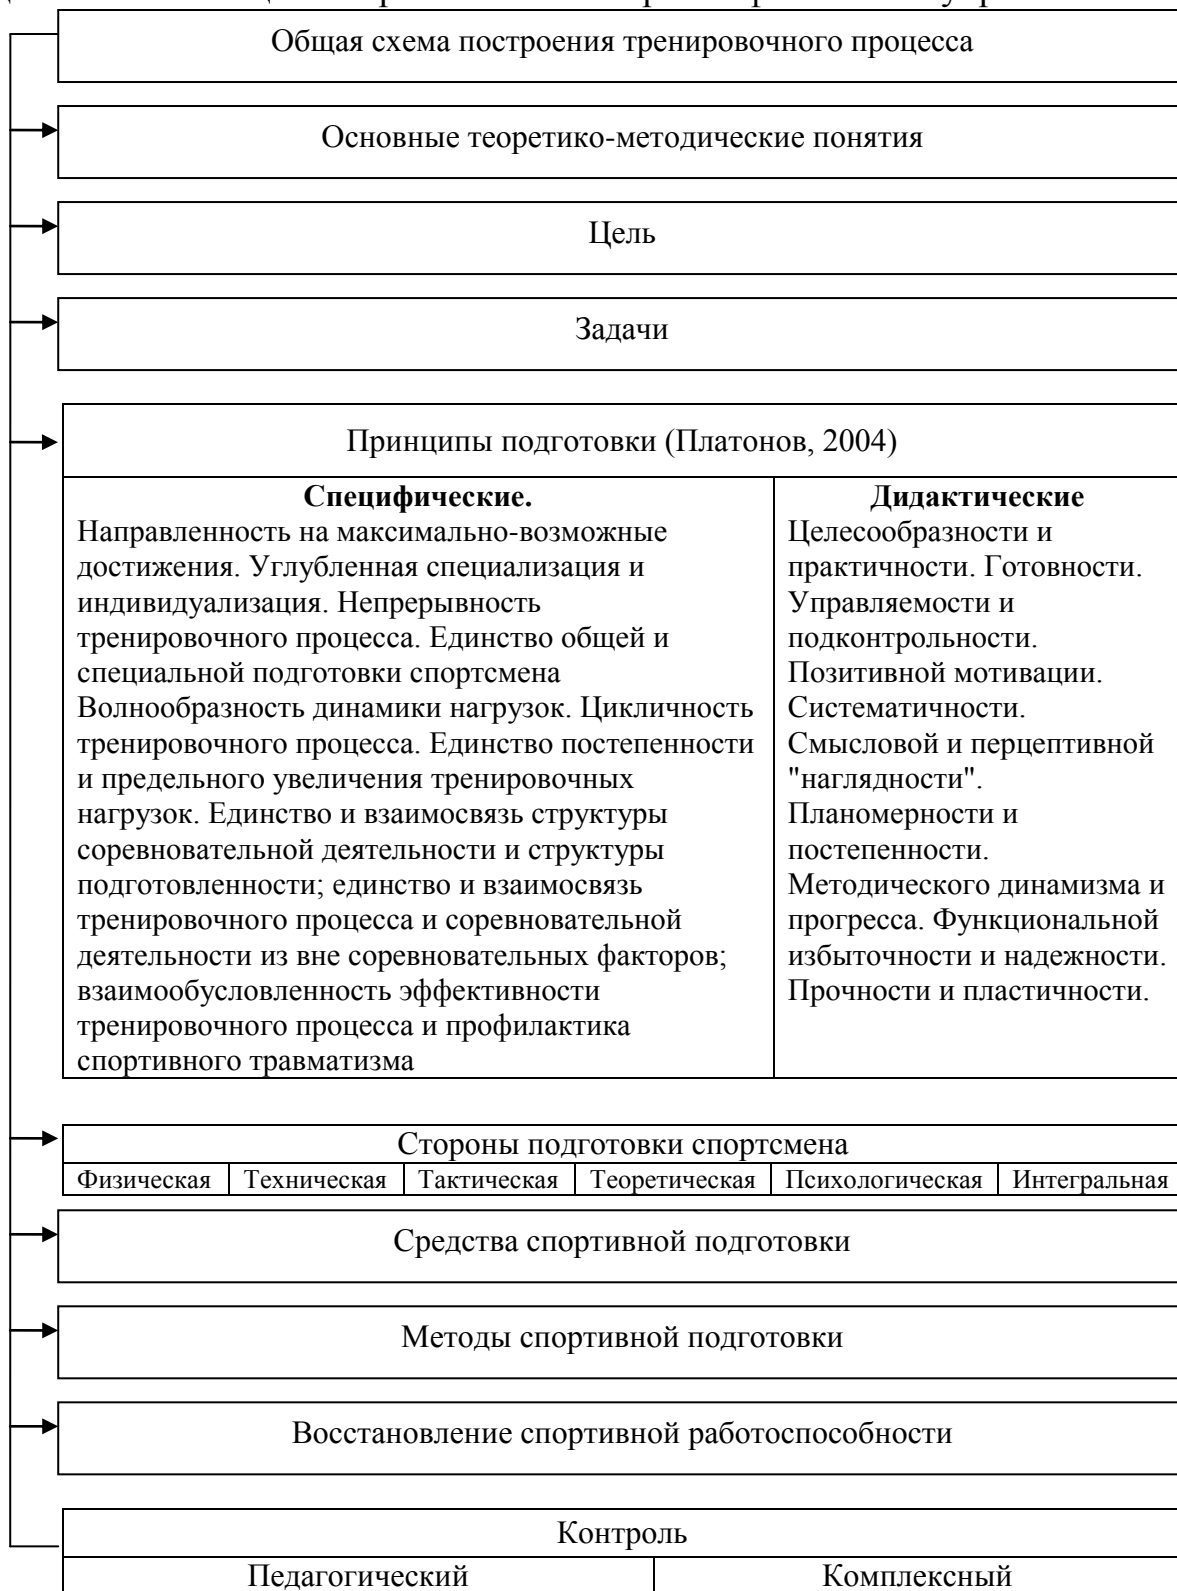 Общая схема построения тренировочного процесса
Основные теоретико-методические понятия
Цель
Задачи
Принципы подготовки (Платонов, 2004)
Специфические.
Направленность на максимально-возможные
достижения. Углубленная специализация и
индивидуализация. Непрерывность
тренировочного процесса. Единство общей и
специальной подготовки спортсмена
Волнообразность динамики нагрузок. Цикличность
тренировочного процесса. Единство постепенности
и предельного увеличения тренировочных
нагрузок. Единство и взаимосвязь структуры
соревновательной деятельности и структуры
подготовленности; единство и взаимосвязь
тренировочного процесса и соревновательной
деятельности из вне соревновательных факторов;
взаимообусловленность эффективности
тренировочного процесса и профилактика
спортивного травматизма
Дидактические
Целесообразности и
практичности. Готовности.
Управляемости и
подконтрольности.
Позитивной мотивации.
Систематичности.
Смысловой и перцептивной
"наглядности".
Планомерности и
постепенности.
Методического динамизма и
прогресса. Функциональной
избыточности и надежности.
Прочности и пластичности.
Стороны подготовки спортсмена
Физическая Техническая Тактическая Теоретическая Психологическая Интегральная
Средства спортивной подготовки
Методы спортивной подготовки
Восстановление спортивной работоспособности
Контроль
Педагогический Комплексный